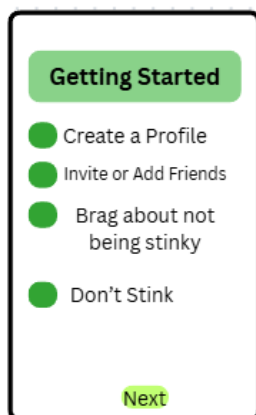 Getting Started
Create a Profile
Invite or Add Friends
Brag about not
being stinky
Don't Stink
Next